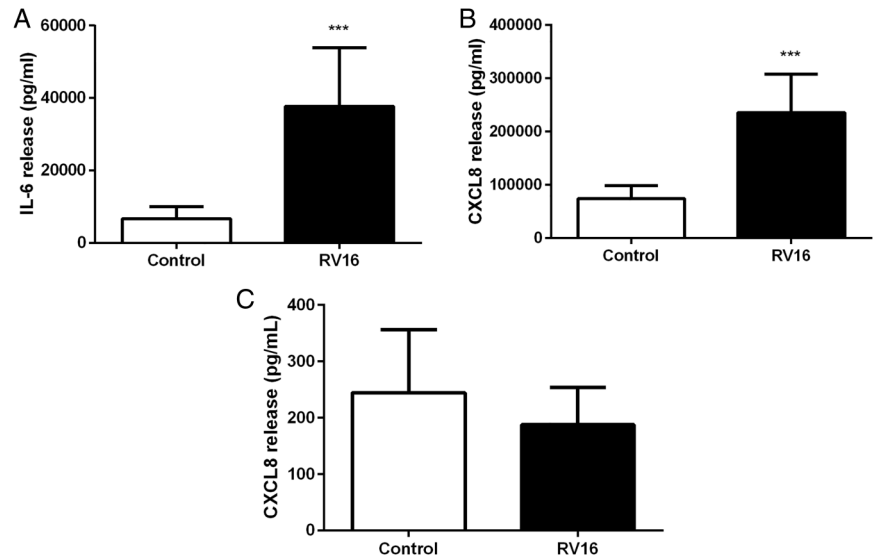 A
IL-6 release (pg/ml)
60000
40000
20000
0
***
Control
RV16
B
CXCL8 release (pg/ml)
400000
300000
200000
100000
0
***
Control
RV16
C
CXCL8 release (pg/mL)
400
300
200
100
0
Control
RV16